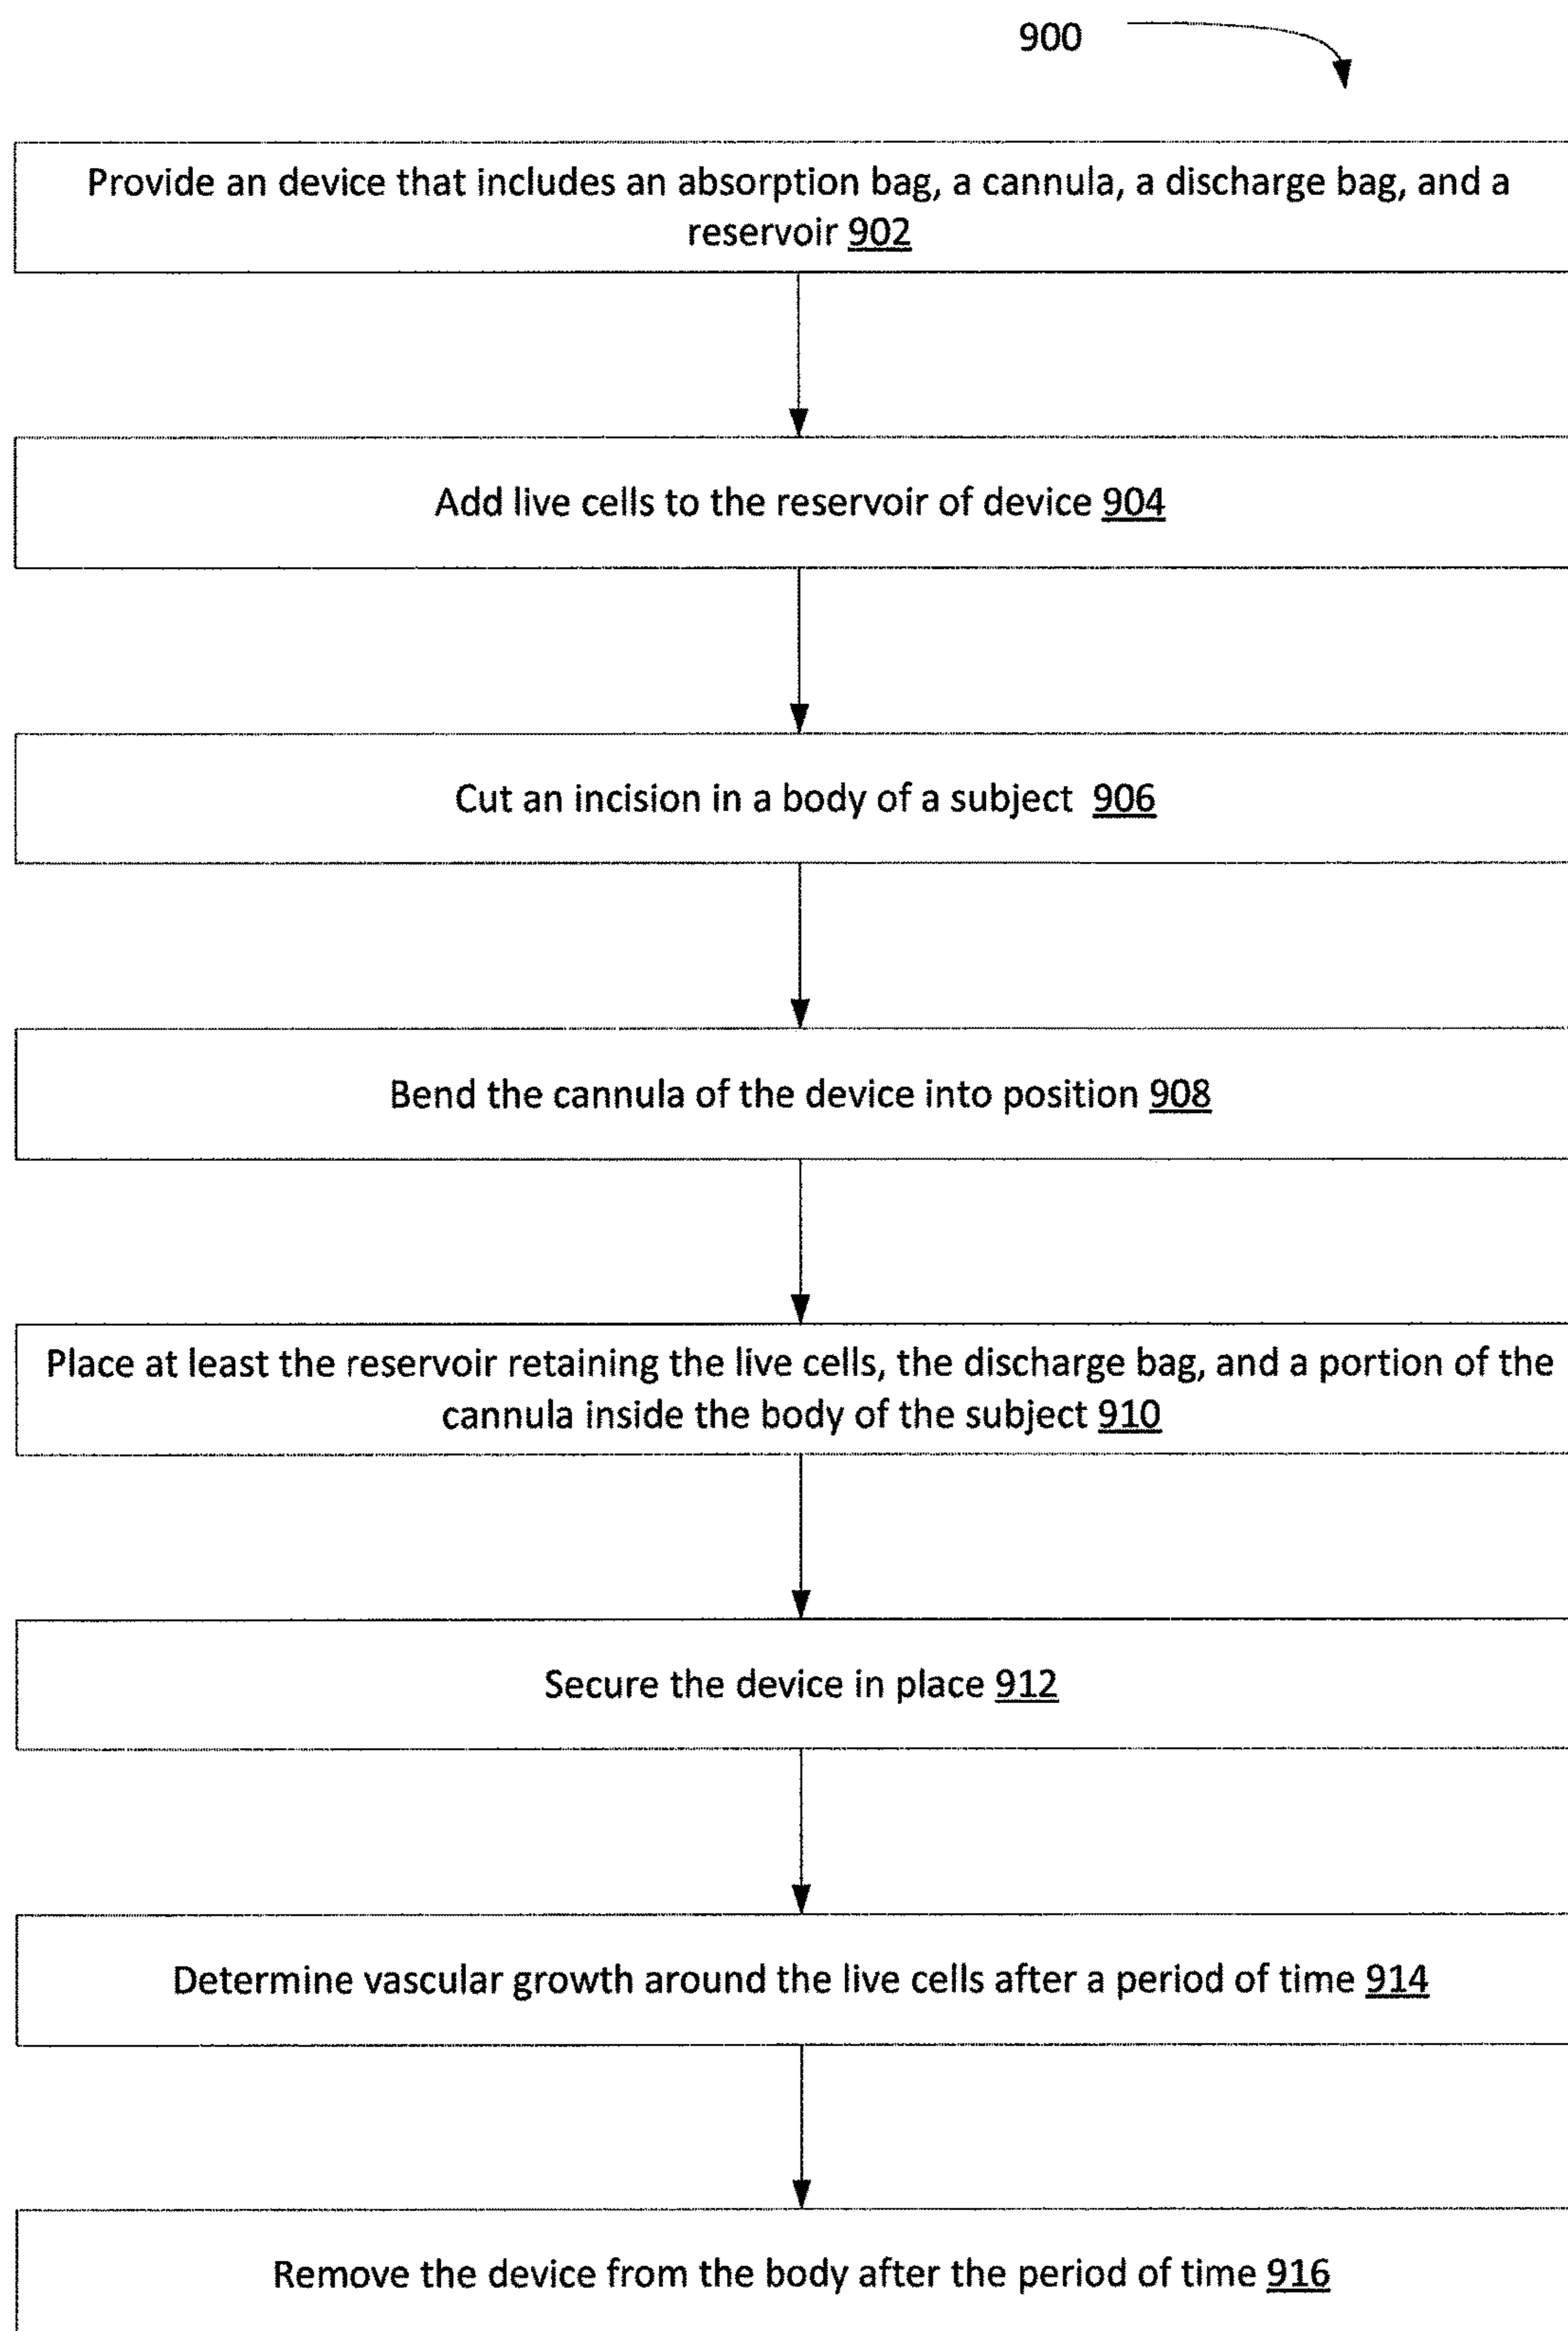 900
Provide an device that includes an absorption bag, a cannula, a discharge bag, and a
reservoir 902
Add live cells to the reservoir of device 904
Cut an incision in a body of a subject 906
Bend the cannula of the device into position 908
Place at least the reservoir retaining the live cells, the discharge bag, and a portion of the
cannula inside the body of the subject 910
Secure the device in place 912
Determine vascular growth around the live cells after a period of time 914
Remove the device from the body after the period of time 916